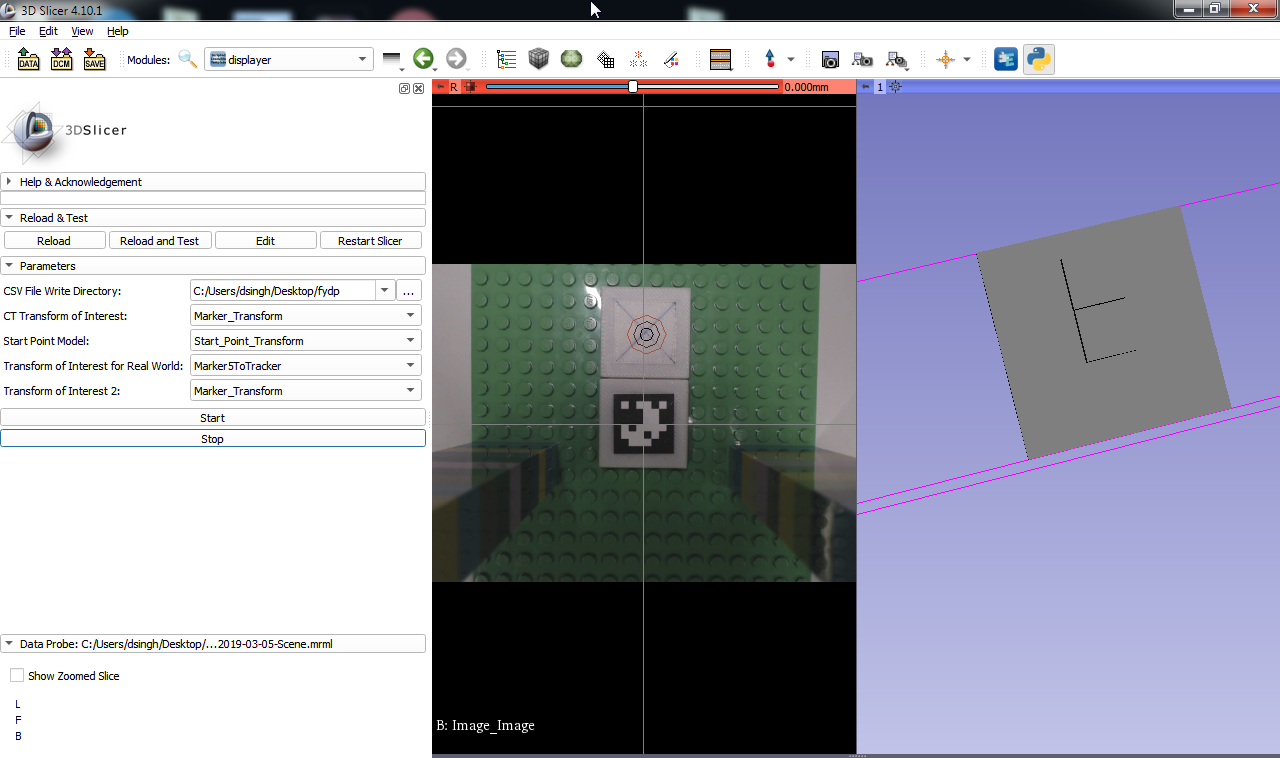 3D Slicer 4.10.1
File Edit View Help
DATA DCM SAVE Modules: displayer
R 0.000mm 1
3DSlicer
Help & Acknowledgement
Reload & Test
Reload Reload and Test Edit Restart Slicer
Parameters
CSV File Write Directory: C:/Users/dsingh/Desktop/fydp ...
CT Transform of Interest: Marker_Transform
Start Point Model: Start_Point_Transform
Transform of Interest for Real World: Marker5ToTracker
Transform of Interest 2: Marker_Transform
Start
Stop
Data Probe: C:/Users/dsingh/Desktop/...2019-03-05-Scene.mrml
Show Zoomed Slice
L
F
B
B: Image_Image